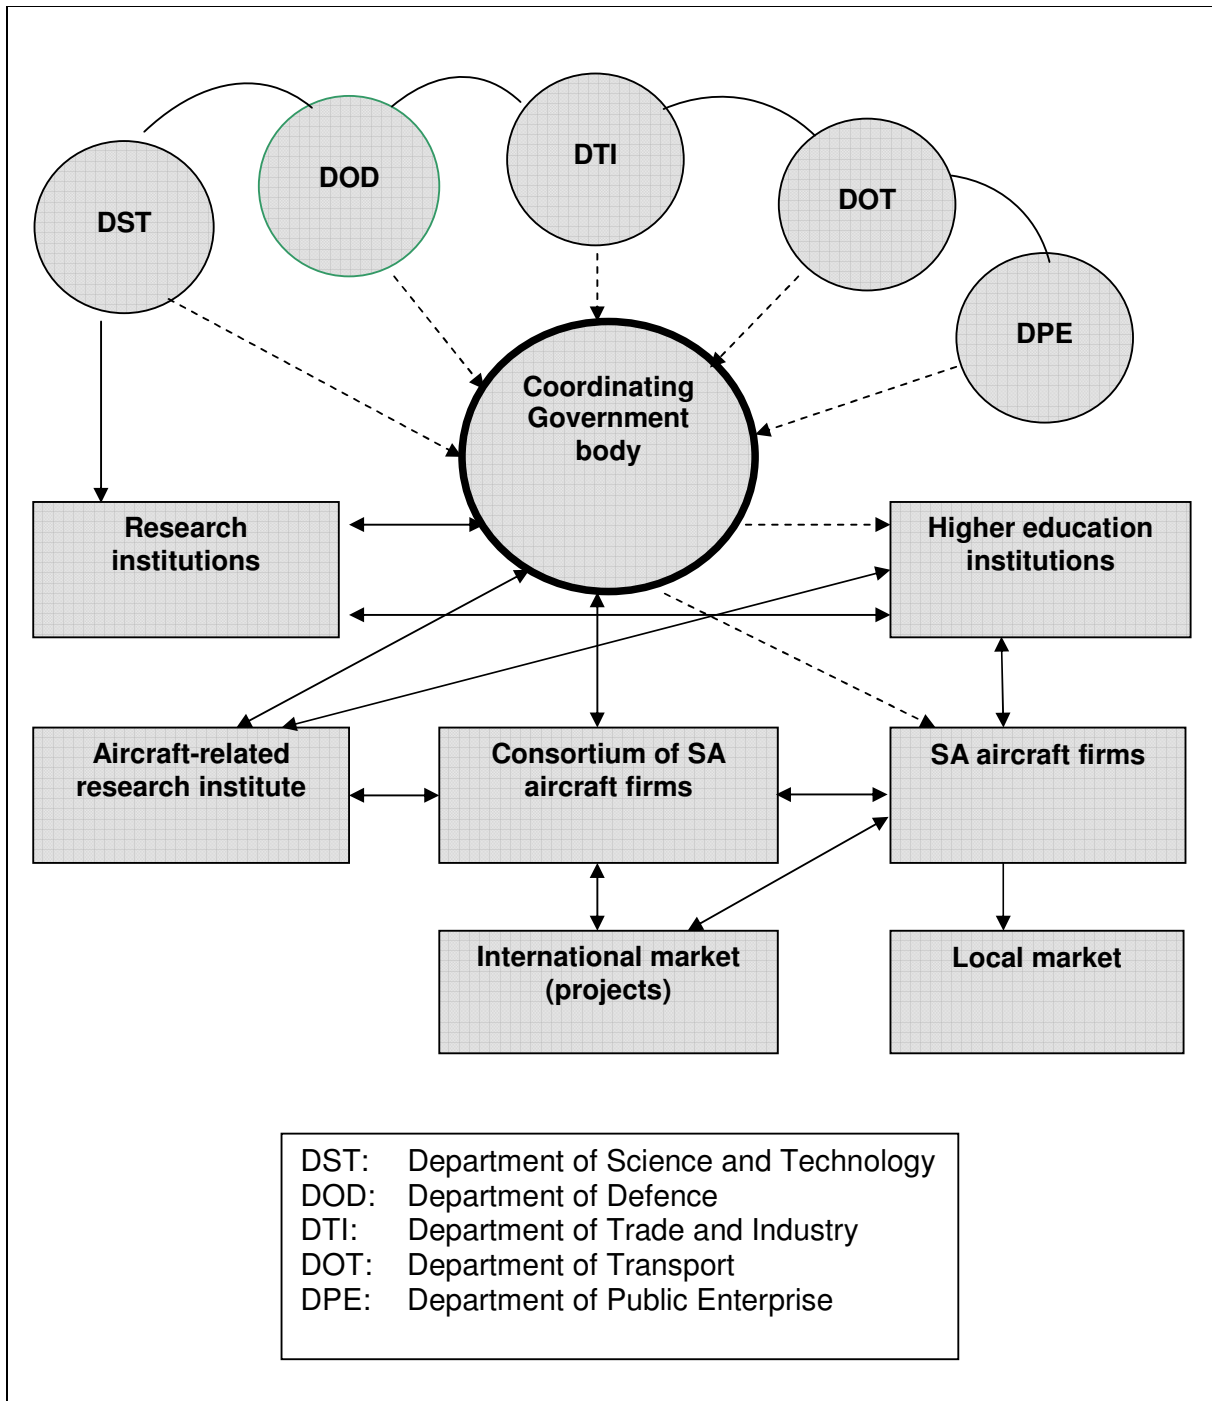 DST
DOD
DTI
DOT
DPE
Coordinating
Government
body
Research
institutions
Higher education
institutions
Aircraft-related
research institute
Consortium of SA
aircraft firms
SA aircraft firms
International market
(projects)
Local market
DST: Department of Science and Technology
DOD: Department of Defence
DTI: Department of Trade and Industry
DOT: Department of Transport
DPE: Department of Public Enterprise